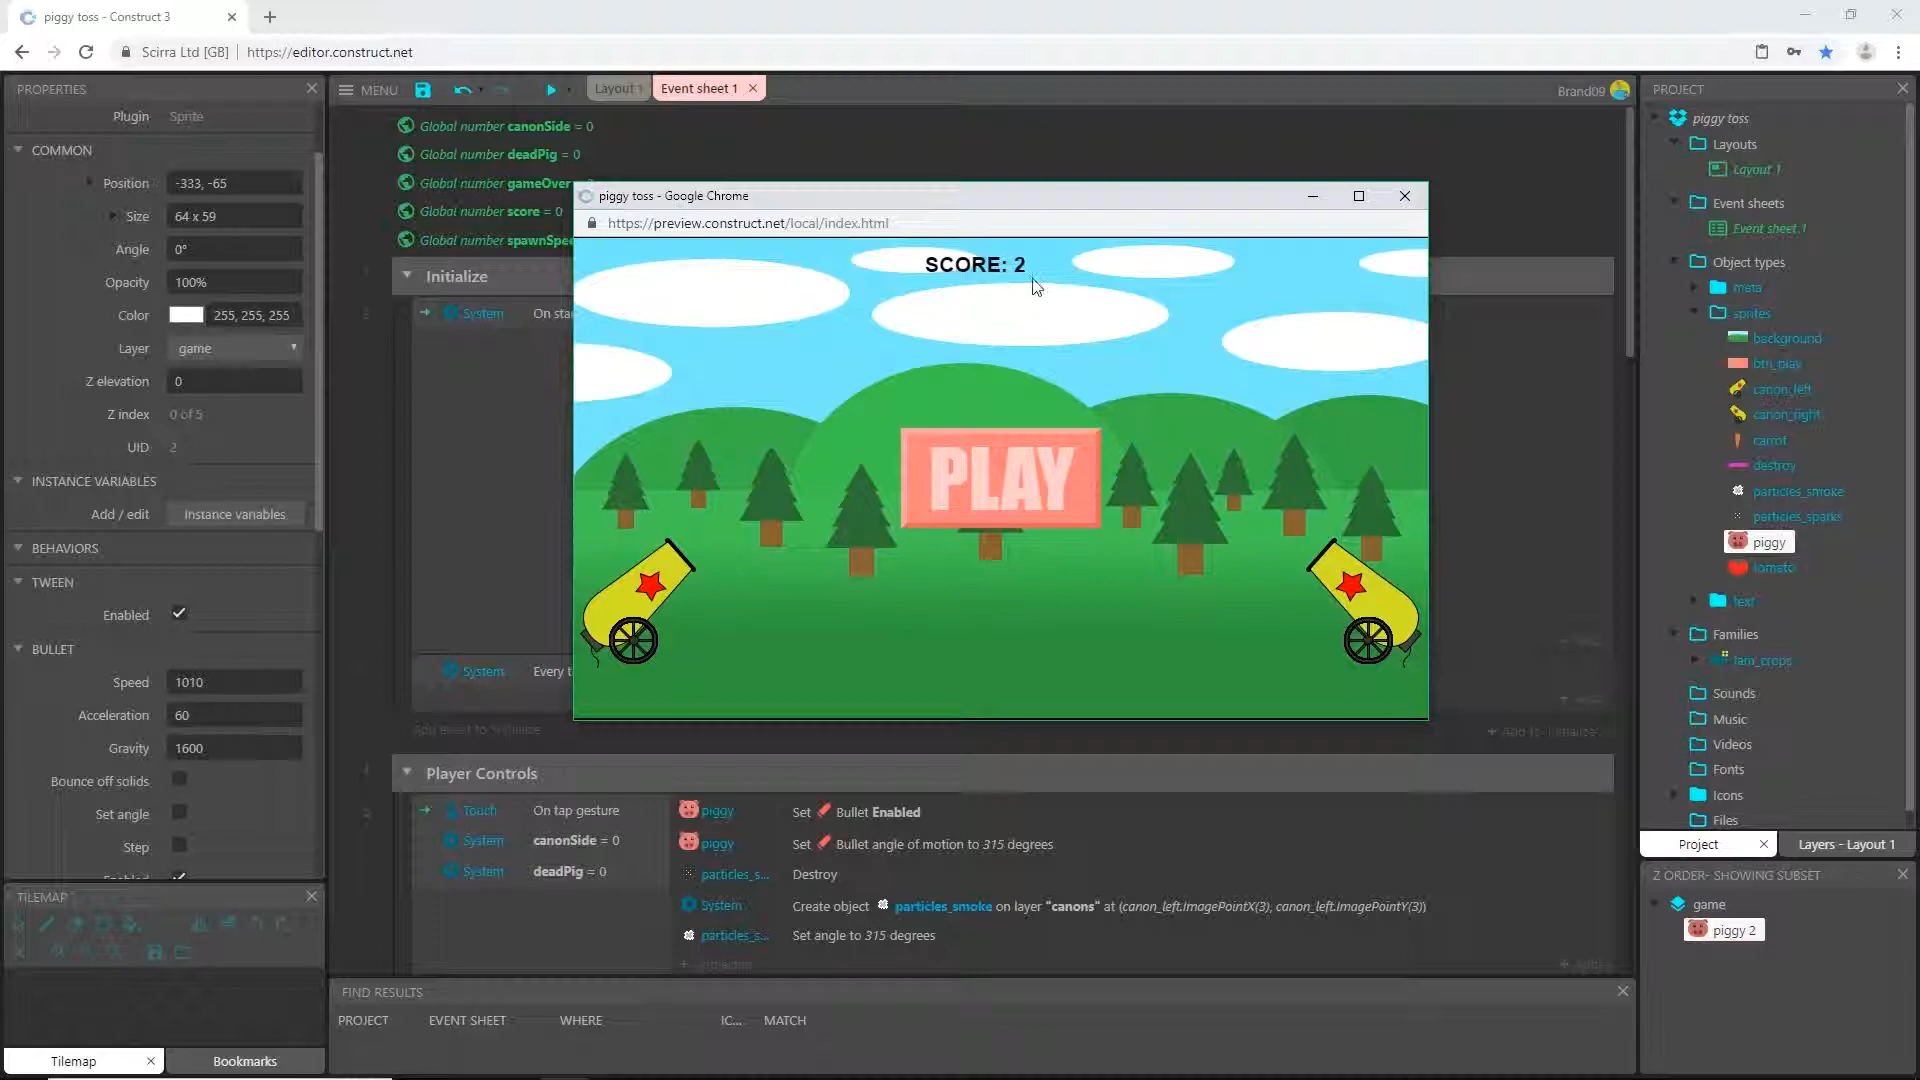 piggy toss - Construct 3
Scirra Ltd [GB] https://editor.construct.net
PROPERTIES
Plugin Sprite
COMMON
Position -333, -65
Size 64 x 59
Angle 0°
Opacity 100%
Color 255, 255, 255
Layer game
Z elevation 0
Z index 0 of 5
UID 2
INSTANCE VARIABLES
Add / edit Instance variables
BEHAVIORS
TWEEN
Enabled
BULLET
Speed 1010
Acceleration 60
Gravity 1600
Bounce off solids
Set angle
Step
Enabled
TILEMAP
Tilemap
Bookmarks
MENU
Layout 1
Event sheet 1
Brand09
Global number canonSide = 0
Global number deadPig = 0
Global number gameOver
Global number score = 0
Global number spawnSpee
Initialize
System On sta
System Every
Add event to 'Initialize'
piggy toss - Google Chrome
https://preview.construct.net/local/index.html
SCORE: 2
PLAY
Player Controls
Touch On tap gesture
System canonSide = 0
System deadPig = 0
piggy Set Bullet Enabled
piggy Set Bullet angle of motion to 315 degrees
particles_s... Destroy
System Create object particles_smoke on layer "canons" at (canon_left.ImagePointX(3), canon_left.ImagePointY(3))
particles_s... Set angle to 315 degrees
FIND RESULTS
PROJECT EVENT SHEET WHERE IC... MATCH
PROJECT
piggy toss
Layouts
Layout 1
Event sheets
Event sheet 1
Object types
meta
sprites
background
btn_play
canon_left
canon_right
carrot
destroy
particles_smoke
particles_sparks
piggy
tomato
text
Families
fam_crops
Sounds
Music
Videos
Fonts
Icons
Files
Project
Layers - Layout 1
Z ORDER- SHOWING SUBSET
game
piggy 2